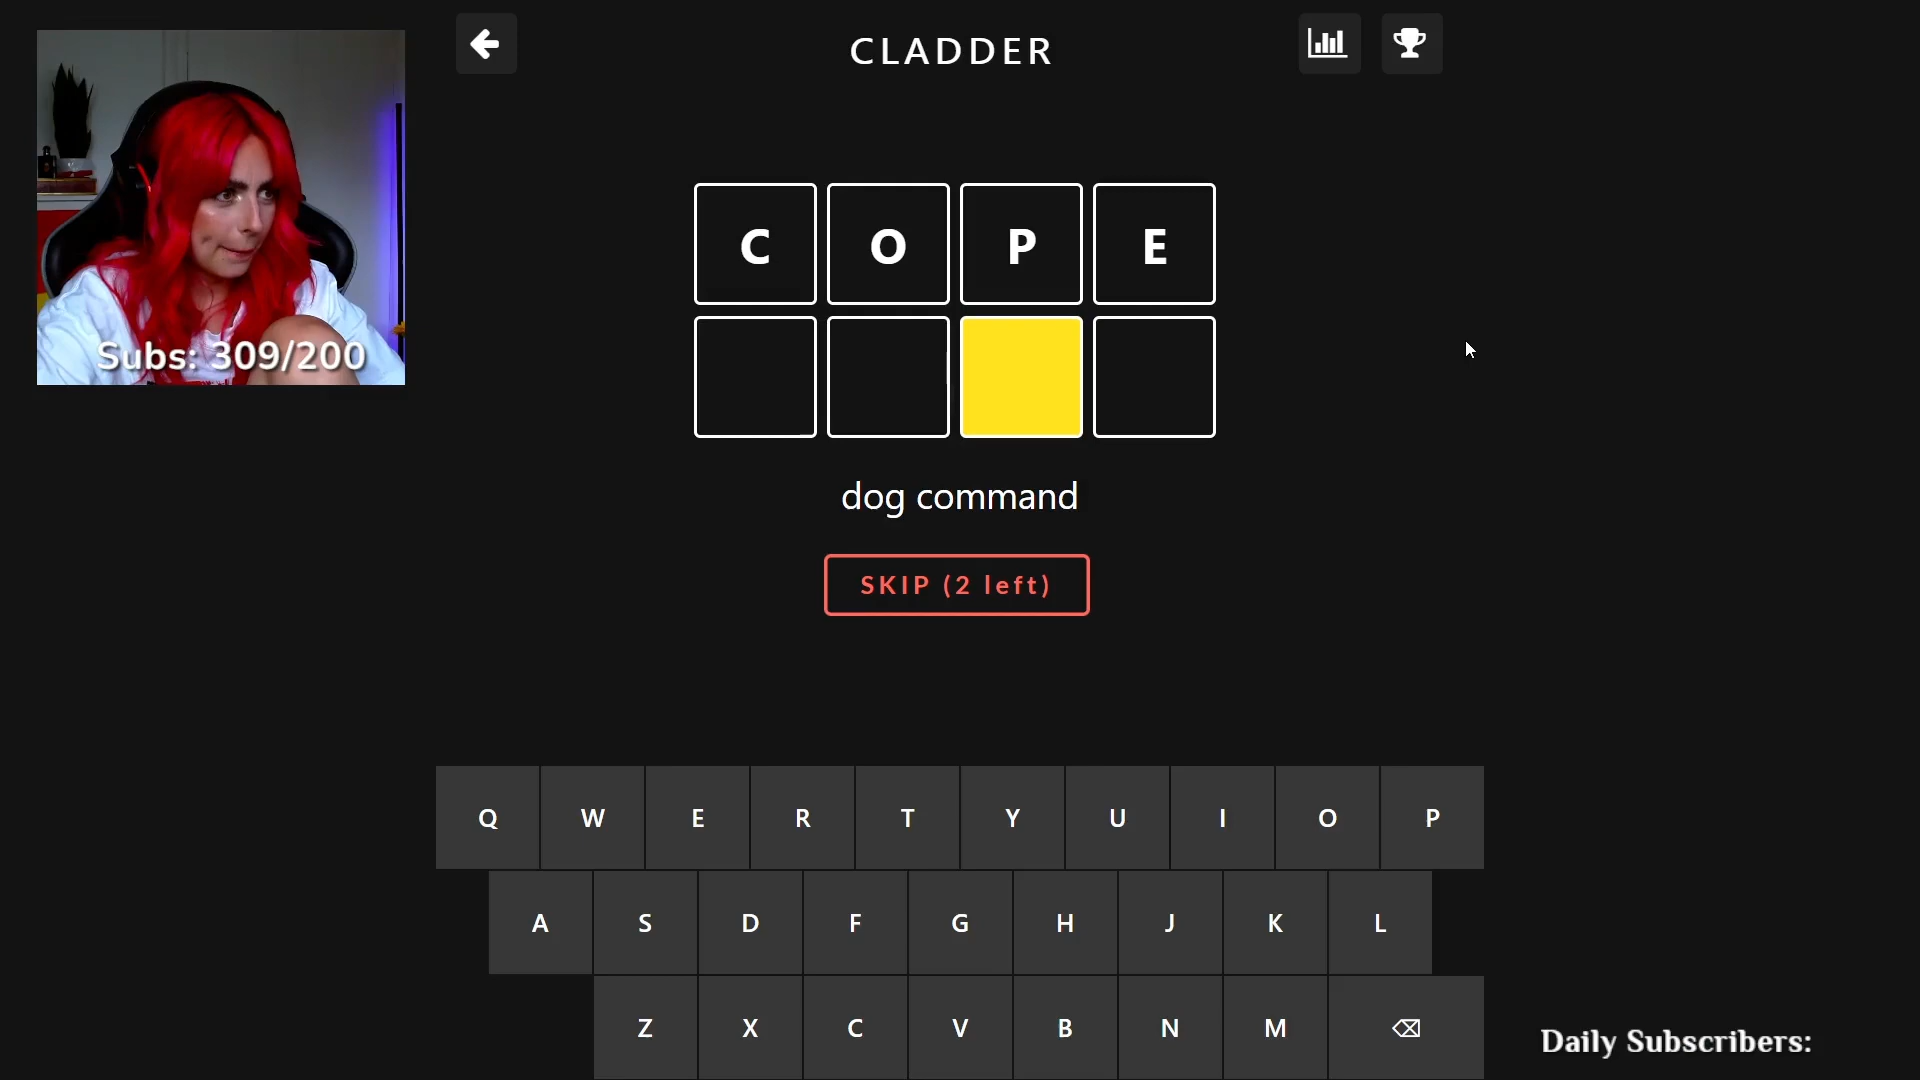 CLADDER
C O P E
Subs: 309/200
dog command
SKIP (2 left)
Q W E R T Y U I O P
A S D F G H J K L
Z X C V B N M
Daily Subscribers: